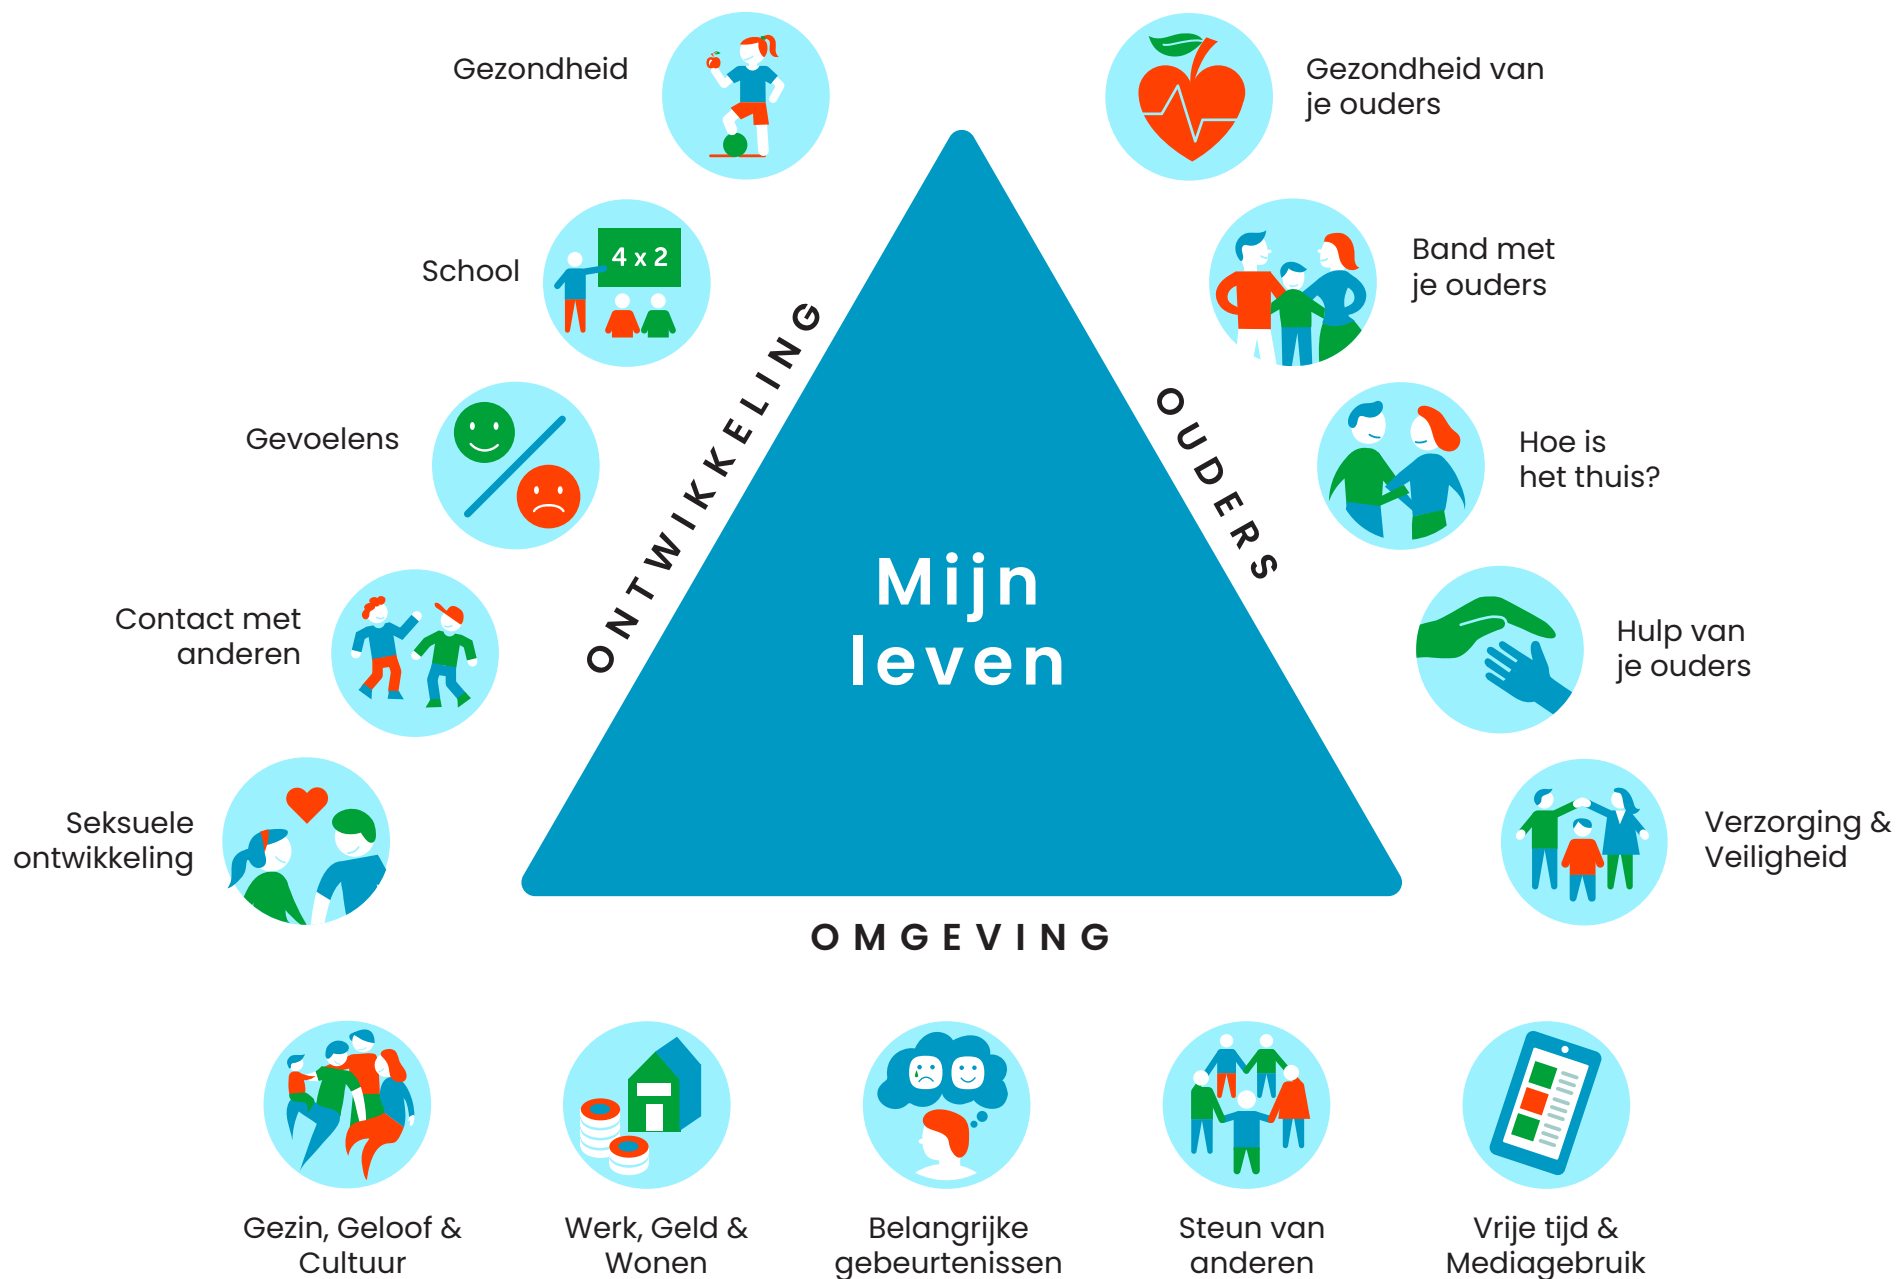 Gezondheid
School
4 x 2
Gevoelens
Contact met
anderen
Seksuele
ontwikkeling
ONTWIKKELING
Mijn
leven
OUDERS
Gezondheid van
je ouders
Band met
je ouders
Hoe is
het thuis?
Hulp van
je ouders
Verzorging &
Veiligheid
OMGEVING
Gezin, Geloof &
Cultuur
Werk, Geld &
Wonen
Belangrijke
gebeurtenissen
Steun van
anderen
Vrije tijd &
Mediagebruik